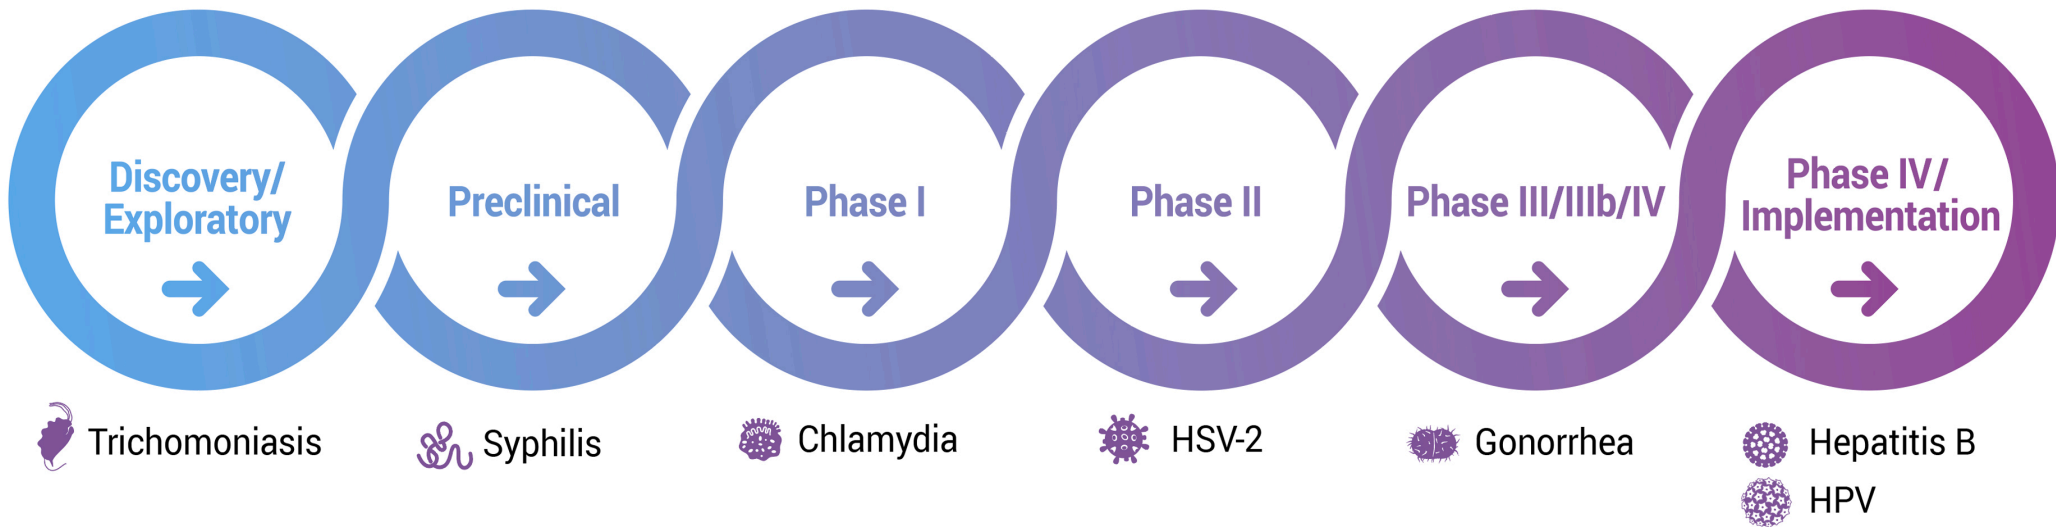 Discovery/
Exploratory
Preclinical
Phase I
Phase II
Phase III/IIIb/IV
Phase IV/
Implementation
Trichomoniasis
Syphilis
Chlamydia
HSV-2
Gonorrhea
Hepatitis B
HPV